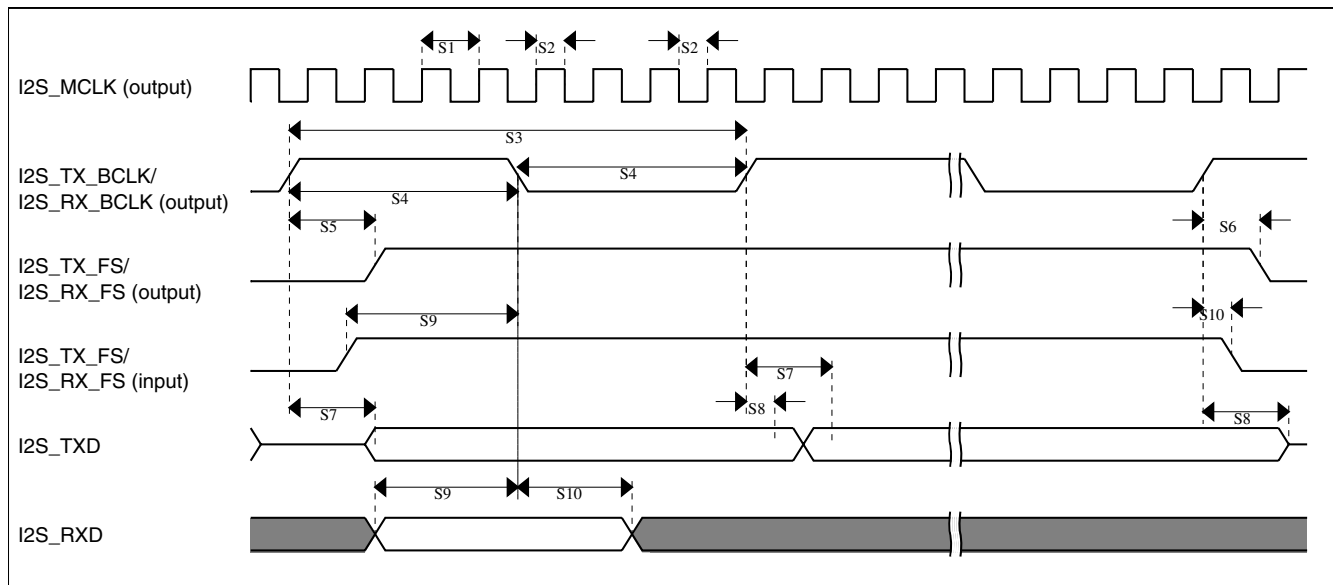 S1 S2 S2
I2S_MCLK (output)
S3
I2S_TX_BCLK/
I2S_RX_BCLK (output)
S4
S4
S5 S6
I2S_TX_FS/
I2S_RX_FS (output)
S9 S10
I2S_TX_FS/
I2S_RX_FS (input)
S7
S7 S8 S8
I2S_TXD
S9 S10
I2S_RXD